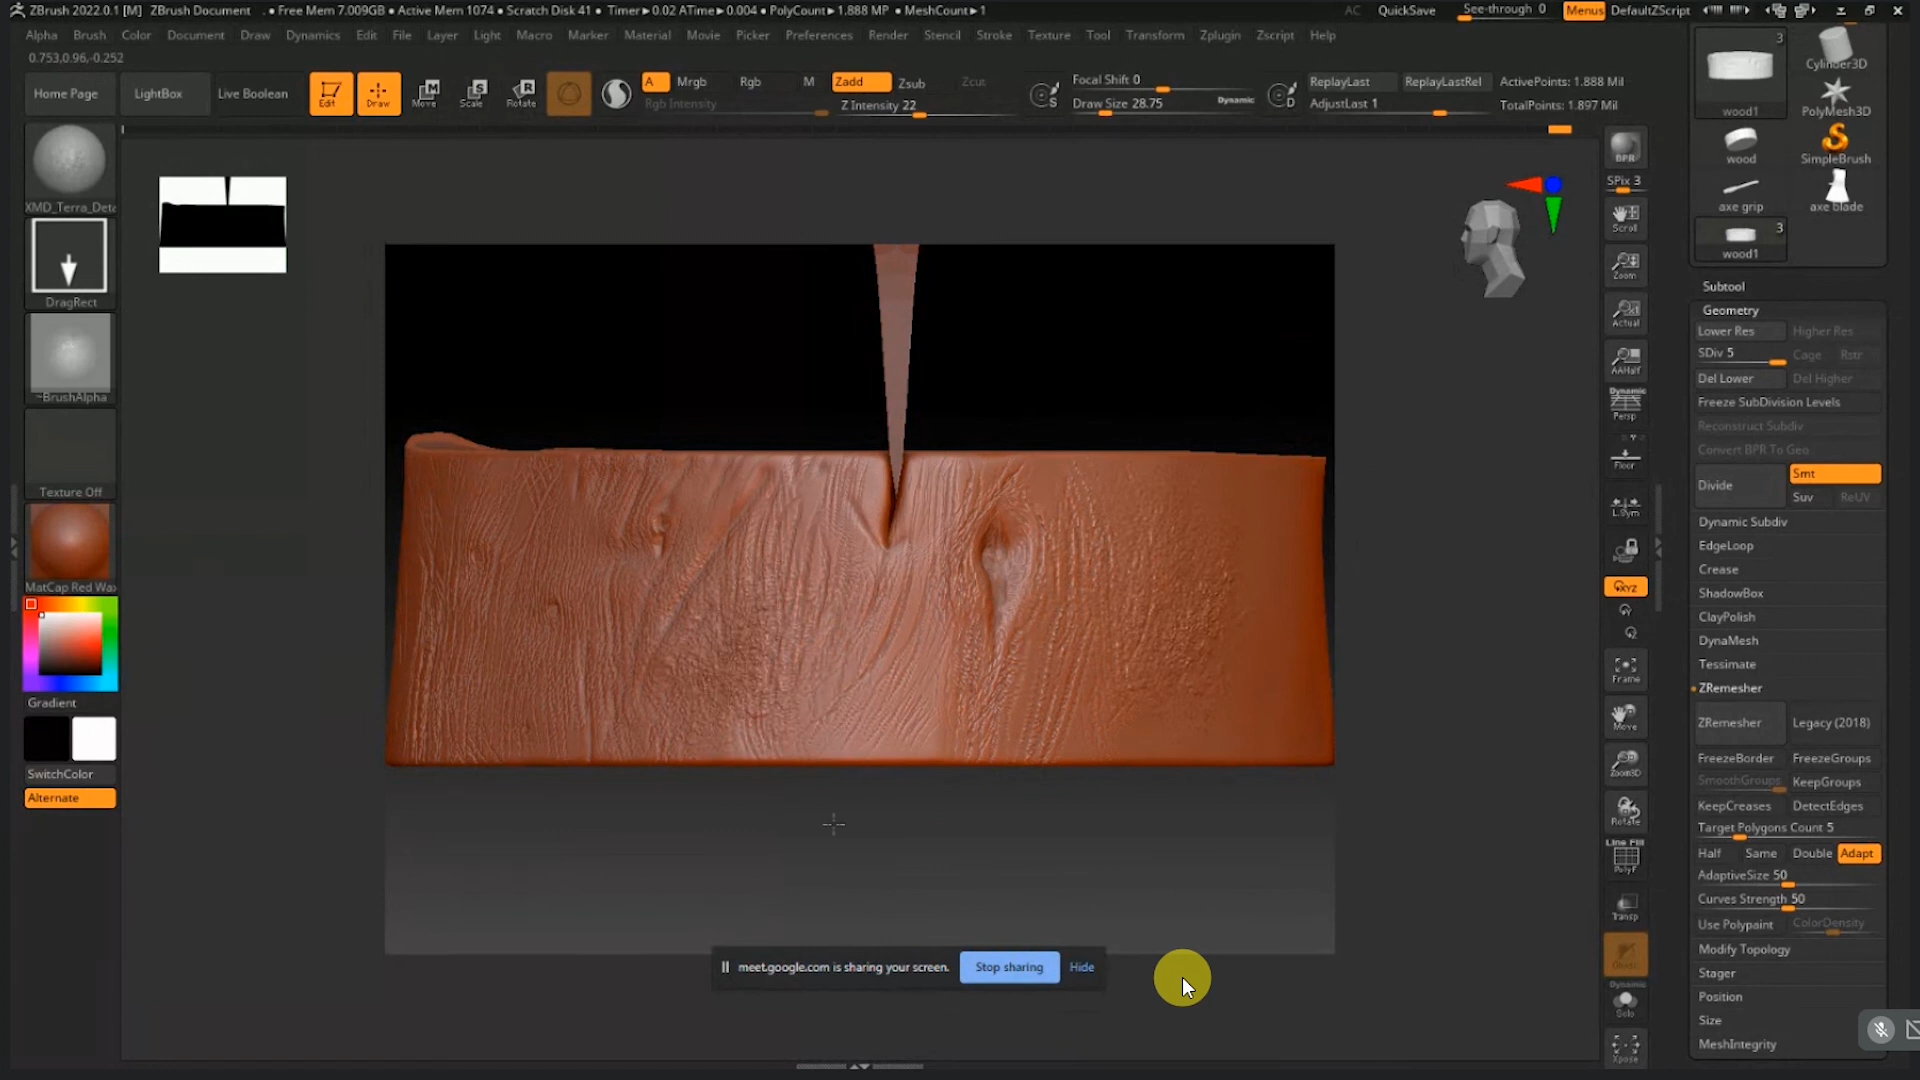 ZBrush 2022.0.1 [M] ZBrush Document . • Free Mem 7.009GB • Active Mem 1074 • Scratch Disk 41 • Timer▸0.02 ATime▸0.004 • PolyCount▸1.888 MP • MeshCount▸1
AC QuickSave See-through 0 Menus DefaultZScript
Alpha Brush Color Document Draw Dynamics Edit File Layer Light Macro Marker Material Movie Picker Preferences Render Stencil Stroke Texture Tool Transform Zplugin Zscript Help
0.753,0.96,-0.252
Home Page LightBox Live Boolean Edit Draw Move Scale Rotate
A Mrgb Rgb M Zadd Zsub Zcut
Rgb Intensity Z Intensity 22
Focal Shift 0
Draw Size 28.75 Dynamic
S
D
ReplayLast ReplayLastRel ActivePoints: 1.888 Mil
AdjustLast 1 TotalPoints: 1.897 Mil
XMD_Terra_Deta
DragRect
~BrushAlpha
Texture Off
MatCap Red Wax
Gradient
SwitchColor
Alternate
meet.google.com is sharing your screen. Stop sharing Hide
BPR
SPix 3
Scroll
Zoom
Actual
AAHalf
Dynamic
Persp
Floor
L.Sym
XYZ
Frame
Move
Zoom3D
Rotate
Line Fill
PolyF
Transp
Dynamic
Solo
Xpose
3
wood1
Cylinder3D
PolyMesh3D
wood
SimpleBrush
axe grip
axe blade
3
wood1
Subtool
Geometry
Lower Res Higher Res
SDiv 5 Cage Rstr
Del Lower Del Higher
Freeze SubDivision Levels
Reconstruct Subdiv
Convert BPR To Geo
Divide Smt
Suv ReUV
Dynamic Subdiv
EdgeLoop
Crease
ShadowBox
ClayPolish
DynaMesh
Tessimate
ZRemesher
ZRemesher Legacy (2018)
FreezeBorder FreezeGroups
SmoothGroups KeepGroups
KeepCreases DetectEdges
Target Polygons Count 5
Half Same Double Adapt
AdaptiveSize 50
Curves Strength 50
Use Polypaint ColorDensity
Modify Topology
Stager
Position
Size
MeshIntegrity